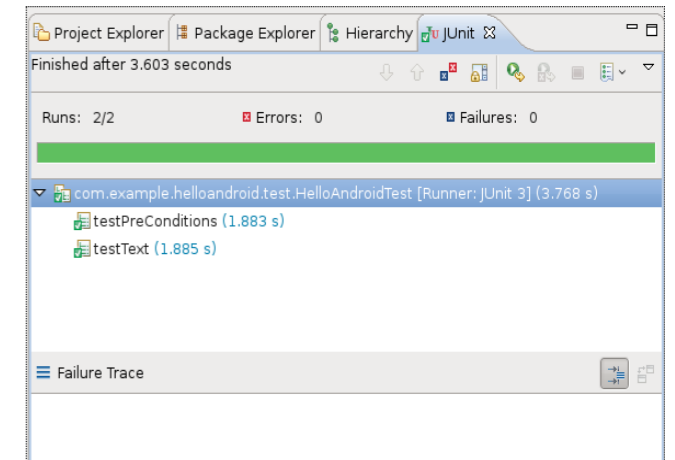 Project Explorer Package Explorer Hierarchy JUnit
Finished after 3.603 seconds
Runs: 2/2 Errors: 0 Failures: 0
com.example.helloandroid.test.HelloAndroidTest [Runner: JUnit 3] (3.768 s)
testPreConditions (1.883 s)
testText (1.885 s)
Failure Trace